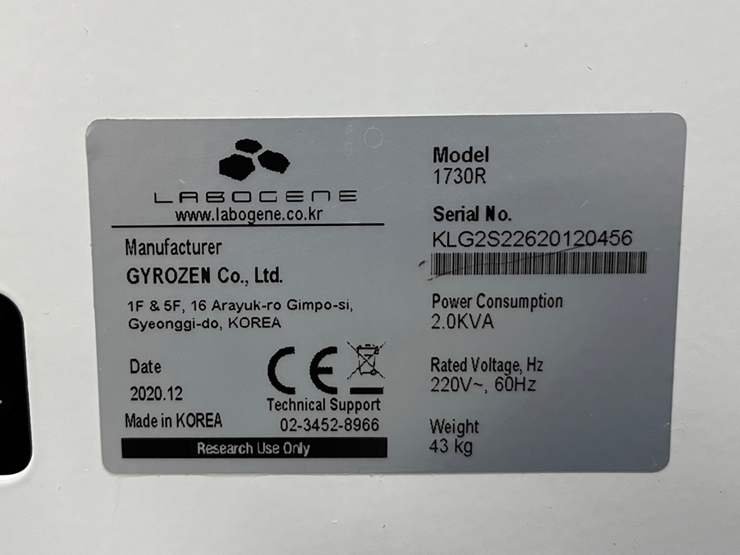 LABOGENE
www.labogene.co.kr
Manufacturer
GYROZEN Co., Ltd.
1F & 5F, 16 Arayuk-ro Gimpo-si,
Gyeonggi-do, KOREA
Date
2020.12
Made in KOREA
CE
Technical Support
02-3452-8966
Research Use Only
Model
1730R
Serial No.
KLG2S22620120456
Power Consumption
2.0KVA
Rated Voltage, Hz
220V~, 60Hz
Weight
43 kg